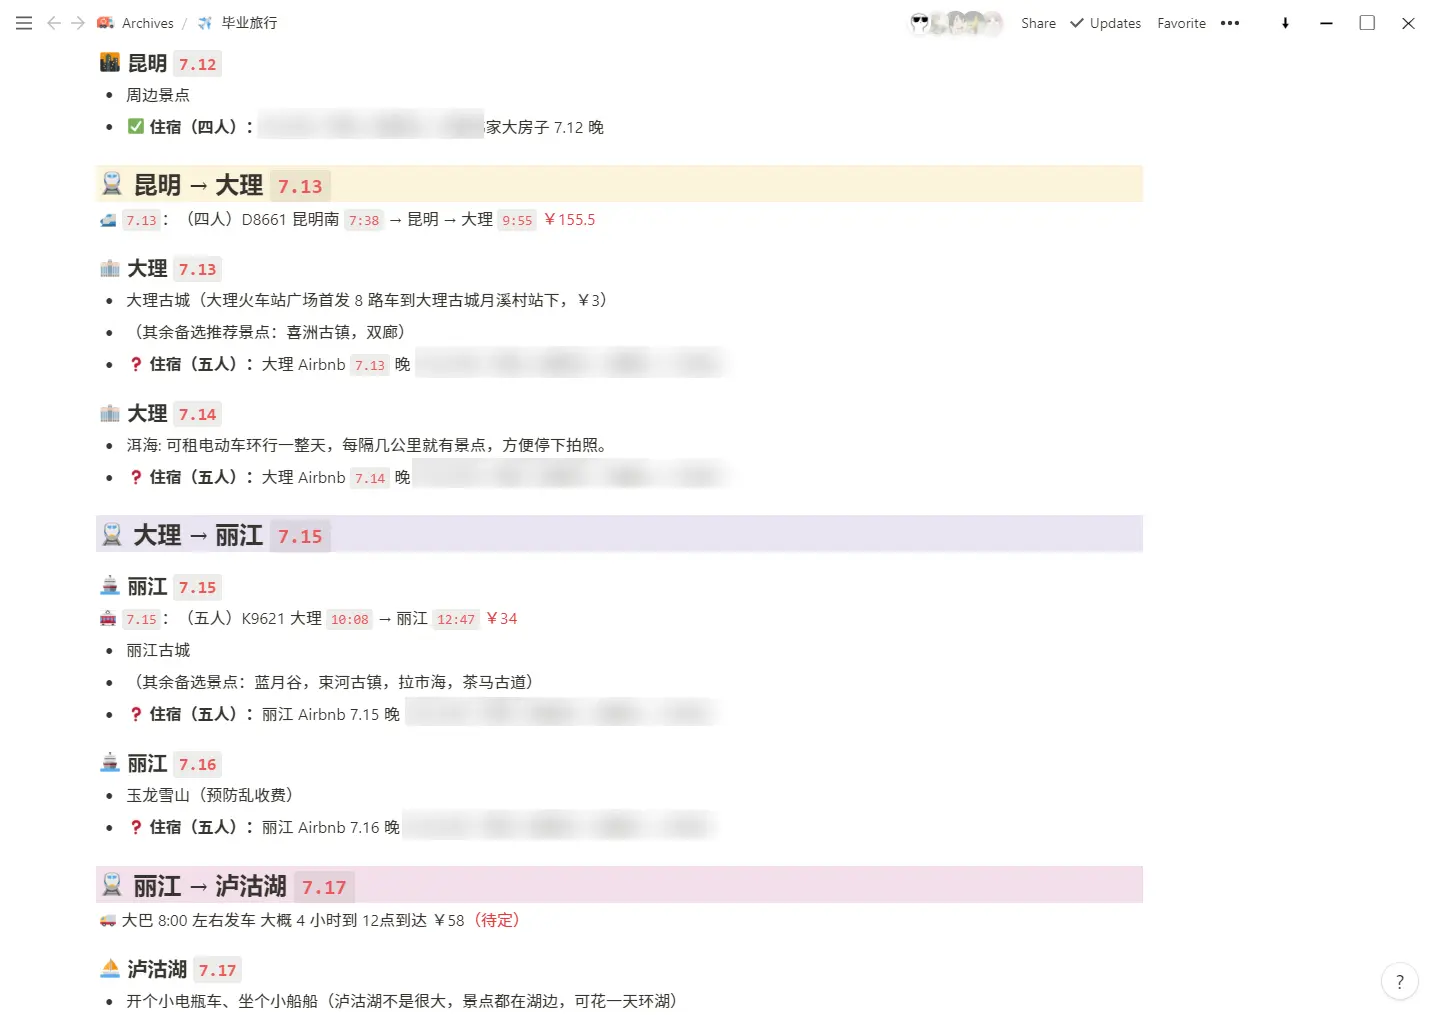 Archives / 毕业旅行 Share Updates Favorite
昆明 7.12
周边景点
住宿（四人）： 家大房子 7.12 晚
昆明 → 大理 7.13
7.13：（四人）D8661 昆明南 7:38 → 昆明 → 大理 9:55 ￥155.5
大理 7.13
大理古城（大理火车站广场首发 8 路车到大理古城月溪村站下，￥3）
（其余备选推荐景点：喜洲古镇，双廊）
❓ 住宿（五人）：大理 Airbnb 7.13 晚
大理 7.14
洱海: 可租电动车环行一整天，每隔几公里就有景点，方便停下拍照。
❓ 住宿（五人）：大理 Airbnb 7.14 晚
大理 → 丽江 7.15
丽江 7.15
7.15：（五人）K9621 大理 10:08 → 丽江 12:47 ￥34
丽江古城
（其余备选景点：蓝月谷，束河古镇，拉市海，茶马古道）
❓ 住宿（五人）：丽江 Airbnb 7.15 晚
丽江 7.16
玉龙雪山（预防乱收费）
❓ 住宿（五人）：丽江 Airbnb 7.16 晚
丽江 → 泸沽湖 7.17
大巴 8:00 左右发车 大概 4 小时到 12点到达 ￥58（待定）
泸沽湖 7.17
开个小电瓶车、坐个小船船（泸沽湖不是很大，景点都在湖边，可花一天环湖）
?